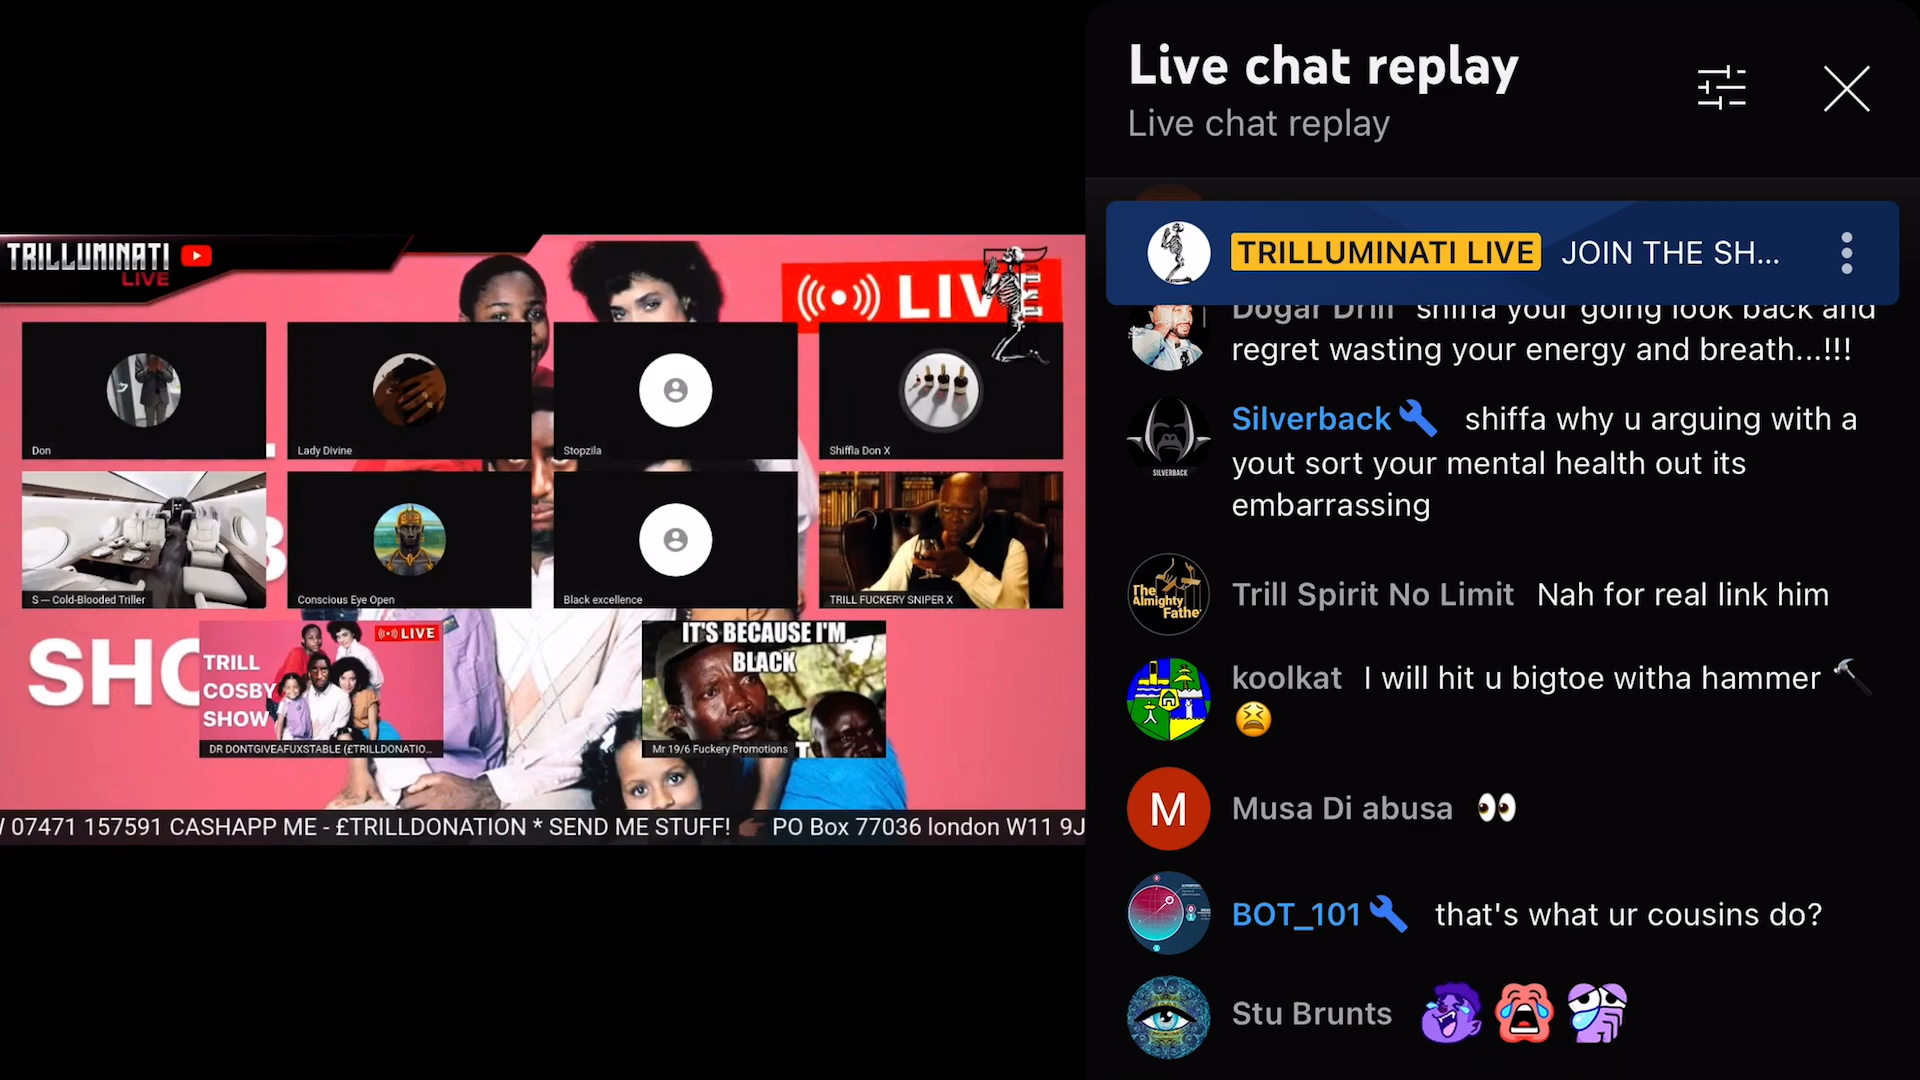 TRILLUMINATI
LIVE
LIVE
Don
Lady Divine
Stopzila
Shiffla Don X
S — Cold-Blooded Triller
Conscious Eye Open
Black excellence
TRILL FUCKERY SNIPER X
SHO
LIVE
TRILL
COSBY
SHOW
DR DONTGIVEAFUXSTABLE (£TRILLDONATIO...
IT'S BECAUSE I'M
BLACK
Mr 19/6 Fuckery Promotions
07471 157591 CASHAPP ME - £TRILLDONATION * SEND ME STUFF! PO Box 77036 london W11 9J
Live chat replay
Live chat replay
TRILLUMINATI LIVE JOIN THE SH...
Dogar Drill shiffa your going look back and
regret wasting your energy and breath...!!!
SILVERBACK
Silverback shiffa why u arguing with a
yout sort your mental health out its
embarrassing
The
Almighty
Fathe
Trill Spirit No Limit Nah for real link him
koolkat I will hit u bigtoe witha hammer 🔨
😫
M
Musa Di abusa 👀
BOT_101 that's what ur cousins do?
Stu Brunts